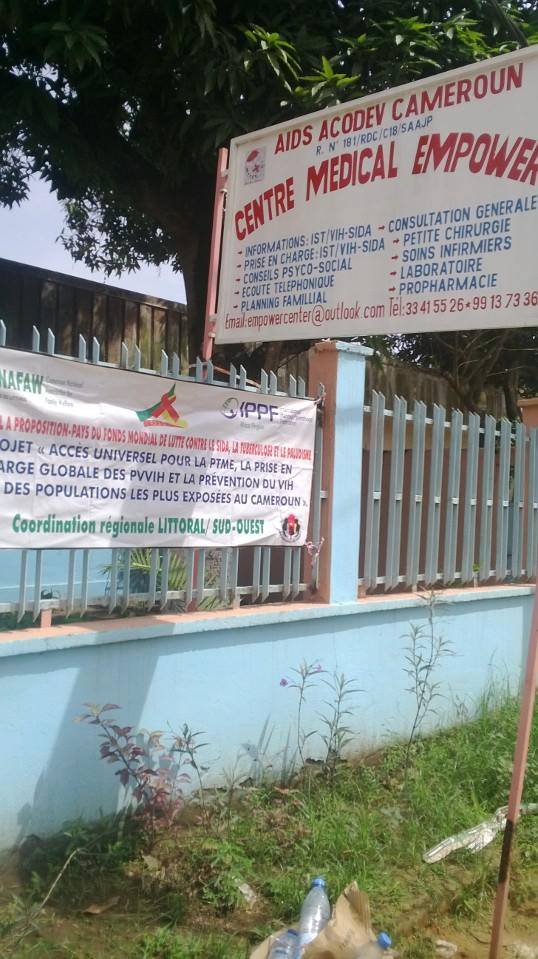 AIDS ACODEV CAMEROUN
R. N° 181/RDC/C18/SAAJP
CENTRE MEDICAL EMPOWER
- INFORMATIONS: IST/VIH-SIDA
- PRISE EN CHARGE: IST/VIH-SIDA
- CONSEILS PSYCO-SOCIAL
- ECOUTE TELEPHONIQUE
- PLANNING FAMILLIAL
- CONSULTATION GENERALE
- PETITE CHIRURGIE
- SOINS INFIRMIERS
- LABORATOIRE
- PROPHARMACIE
Email: empowercenter@outlook.com Tél: 33 41 55 26 * 99 13 73 36
NAFAW
IPPF
A PROPOSITION-PAYS DU FONDS MONDIAL DE LUTTE CONTRE LE SIDA, LA TUBERCULOSE ET LE PALUDISME
OJET « ACCÈS UNIVERSEL POUR LA PTME, LA PRISE EN
ARGE GLOBALE DES PVVIH ET LA PRÉVENTION DU VIH
DES POPULATIONS LES PLUS EXPOSÉES AU CAMEROUN ».
Coordination régionale LITTORAL/ SUD-OUEST